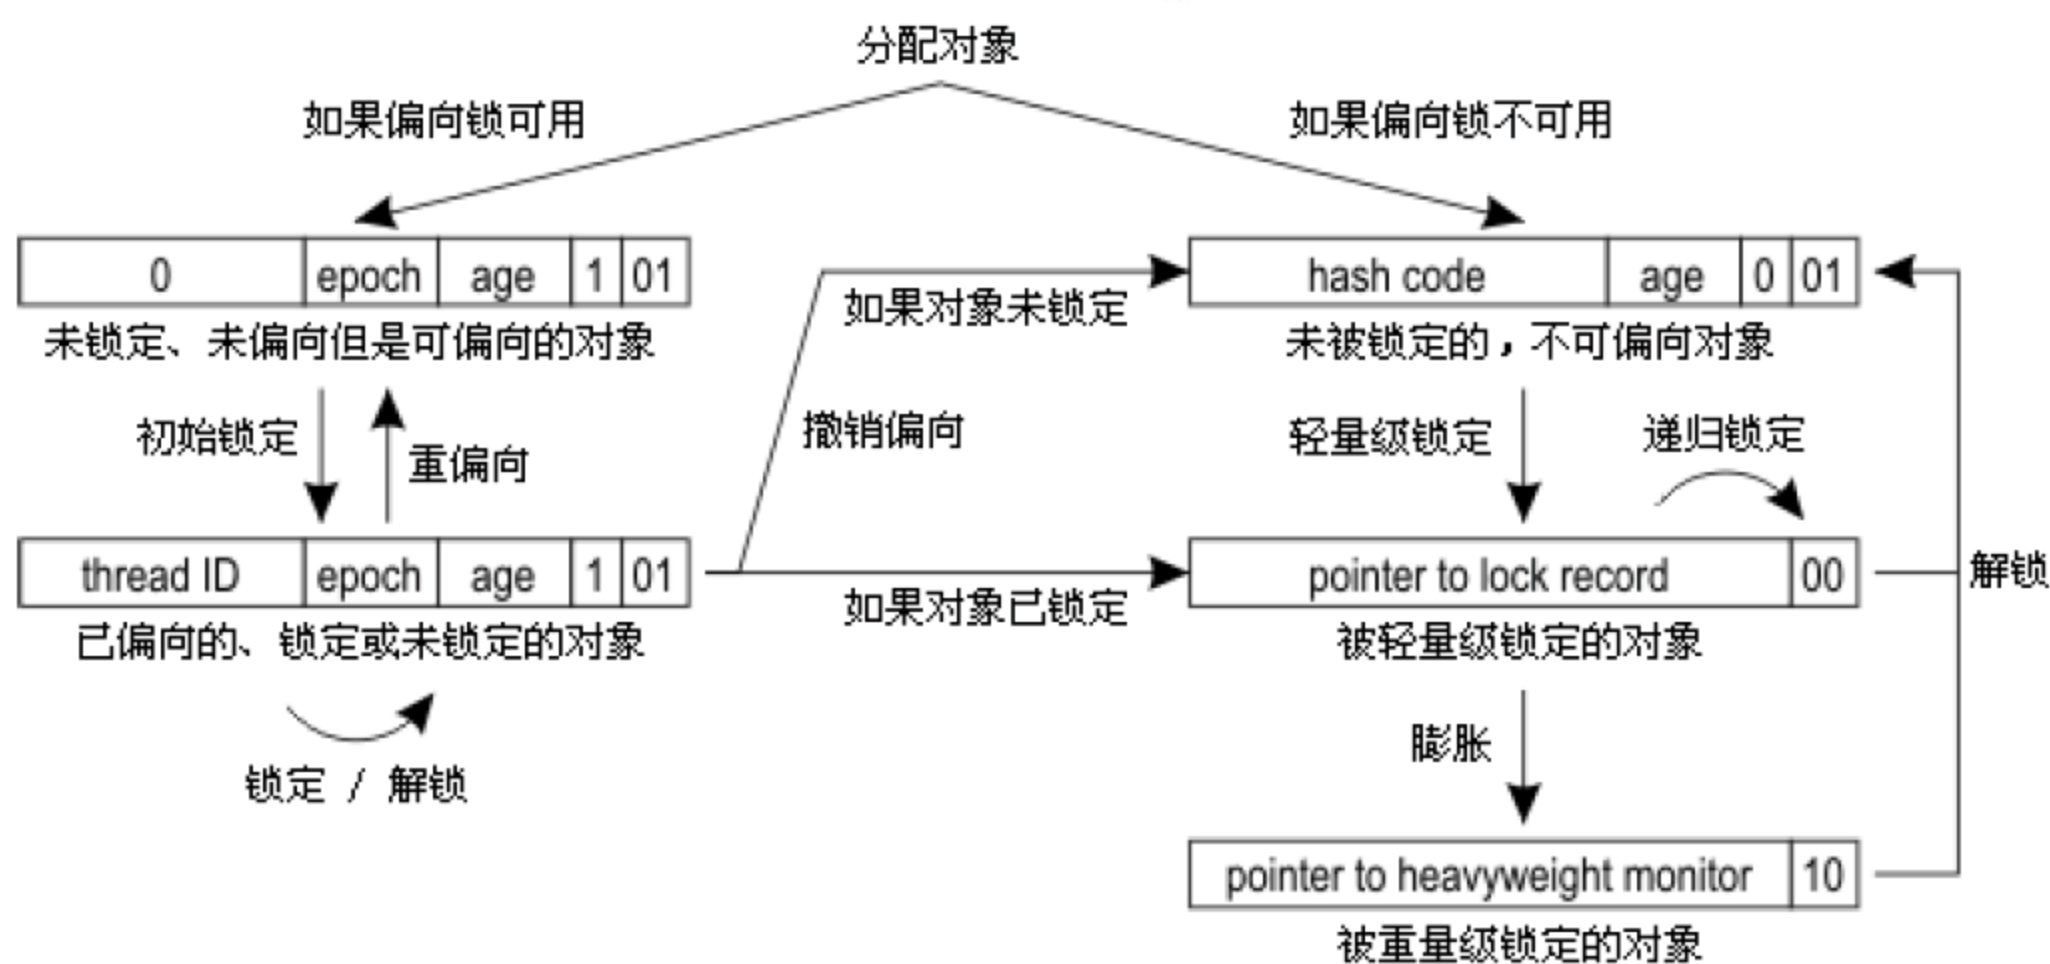 分配对象
如果偏向锁可用
如果偏向锁不可用
0 epoch age 1 01
hash code age 0 01
如果对象未锁定
未锁定、未偏向但是可偏向的对象
未被锁定的，不可偏向对象
初始锁定
重偏向
撤销偏向
轻量级锁定
递归锁定
thread ID epoch age 1 01
pointer to lock record 00
解锁
如果对象已锁定
已偏向的、锁定或未锁定的对象
被轻量级锁定的对象
锁定 / 解锁
膨胀
pointer to heavyweight monitor 10
被重量级锁定的对象